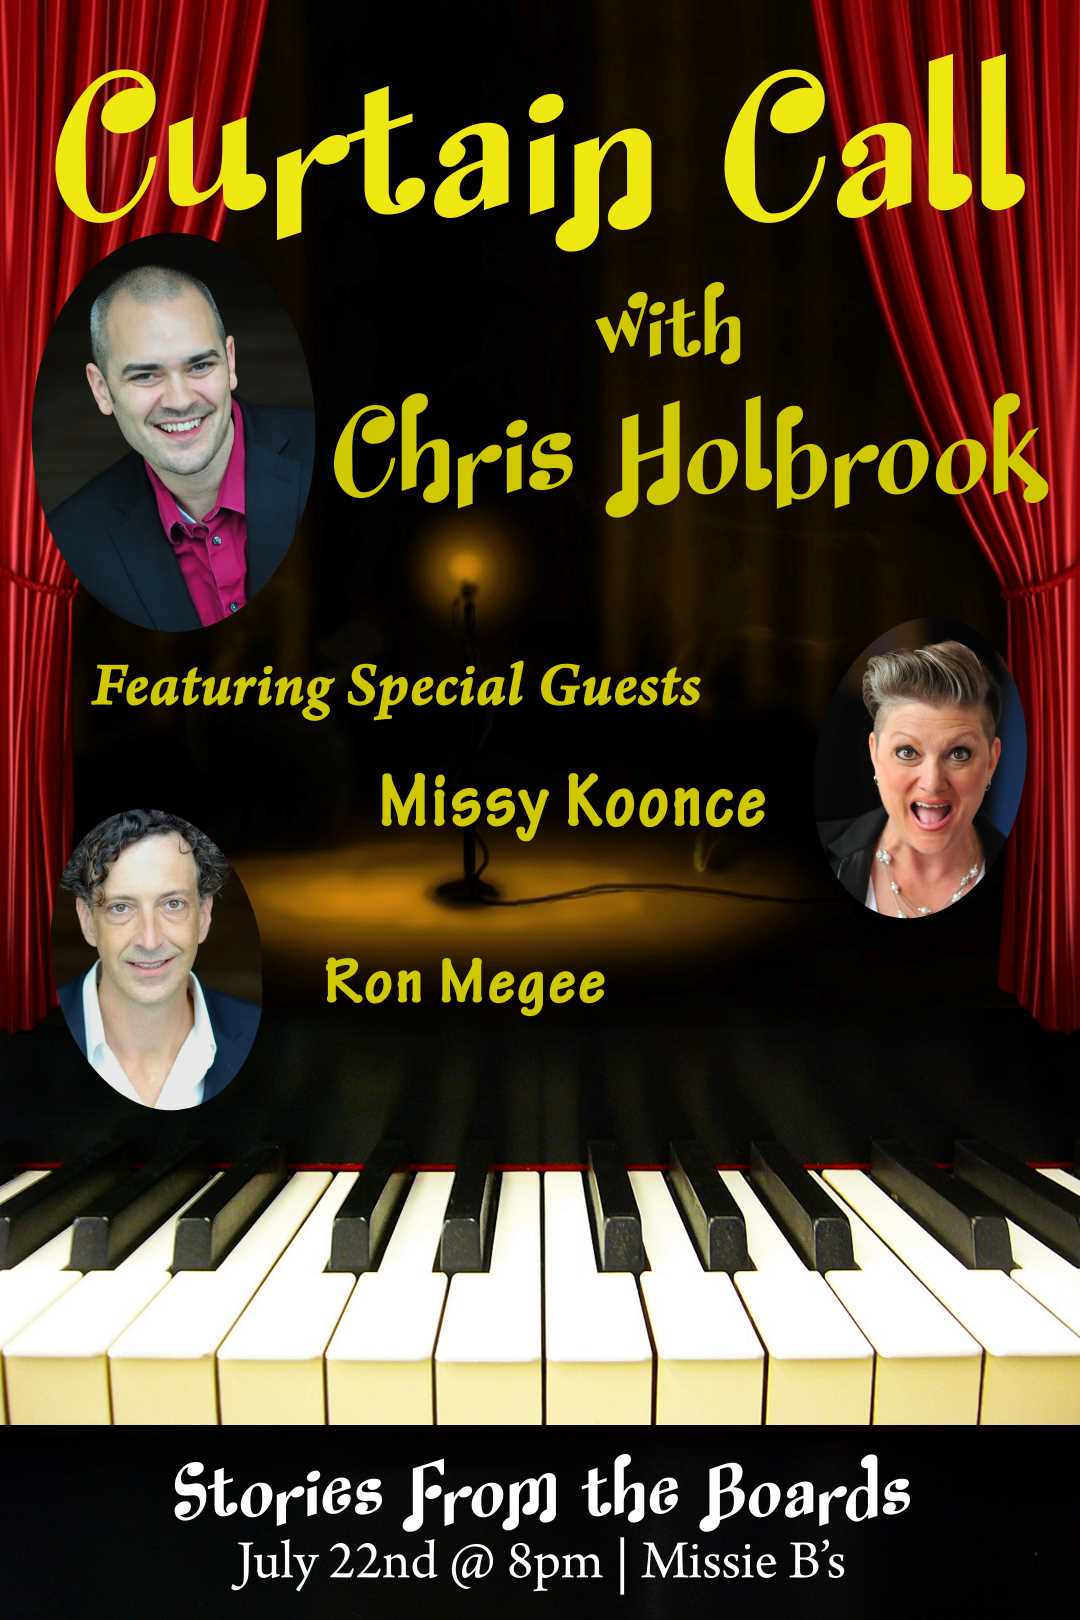 Curtain Call
with
Chris Holbrook
Featuring Special Guests
Missy Koonce
Ron Megee
Stories From the Boards
July 22nd @ 8pm | Missie B's